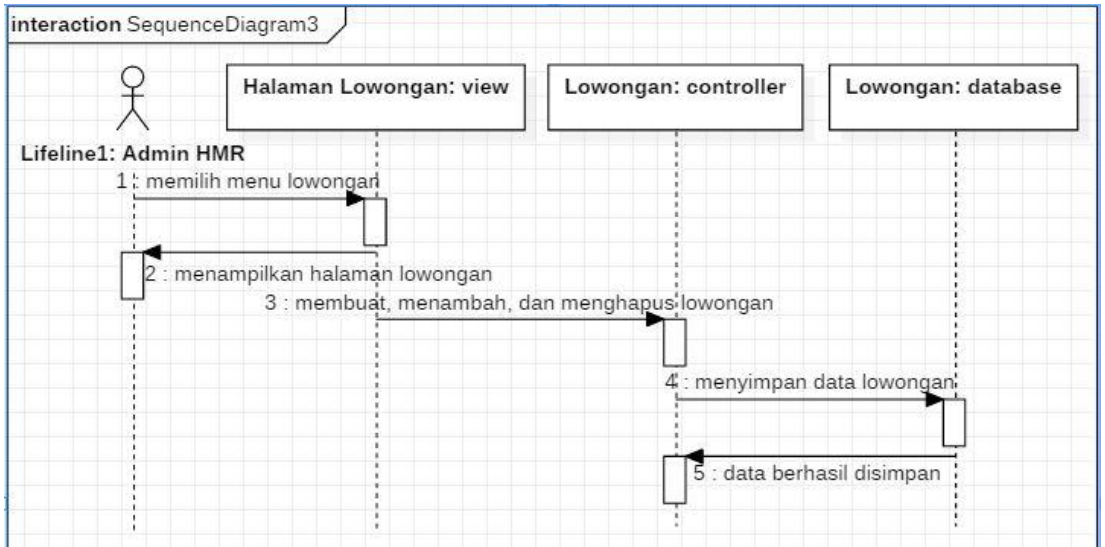 interaction SequenceDiagram3
Halaman Lowongan: view
Lowongan: controller
Lowongan: database
Lifeline1: Admin HMR
1 : memilih menu lowongan
2 : menampilkan halaman lowongan
3 : membuat, menambah, dan menghapus lowongan
4 : menyimpan data lowongan
5 : data berhasil disimpan